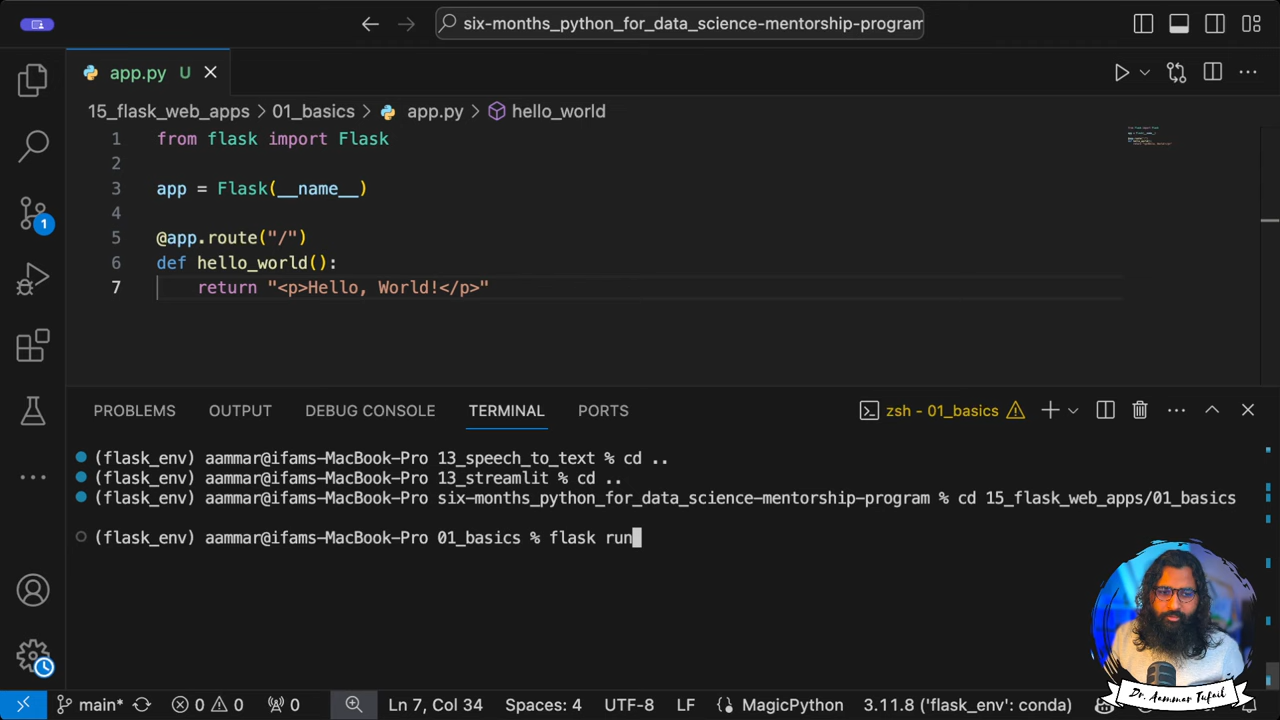 six-months_python_for_data_science-mentorship-program
app.py U
15_flask_web_apps > 01_basics > app.py > hello_world
1 from flask import Flask
2
3 app = Flask(__name__)
4
5 @app.route("/")
6 def hello_world():
7 return "<p>Hello, World!</p>"
1
PROBLEMS OUTPUT DEBUG CONSOLE TERMINAL PORTS zsh - 01_basics
(flask_env) aammar@ifams-MacBook-Pro 13_speech_to_text % cd ..
(flask_env) aammar@ifams-MacBook-Pro 13_streamlit % cd ..
(flask_env) aammar@ifams-MacBook-Pro six-months_python_for_data_science-mentorship-program % cd 15_flask_web_apps/01_basics
(flask_env) aammar@ifams-MacBook-Pro 01_basics % flask run
Dr. Aammar Tufail
main* 0 0 0 Ln 7, Col 34 Spaces: 4 UTF-8 LF MagicPython 3.11.8 ('flask_env': conda)